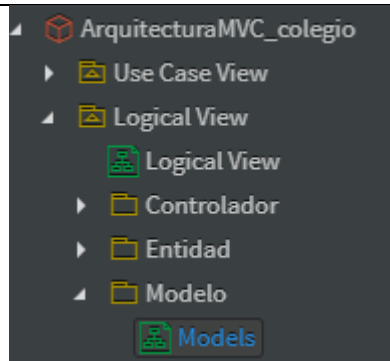 ArquitecturaMVC_colegio
Use Case View
Logical View
Logical View
Controlador
Entidad
Modelo
Models